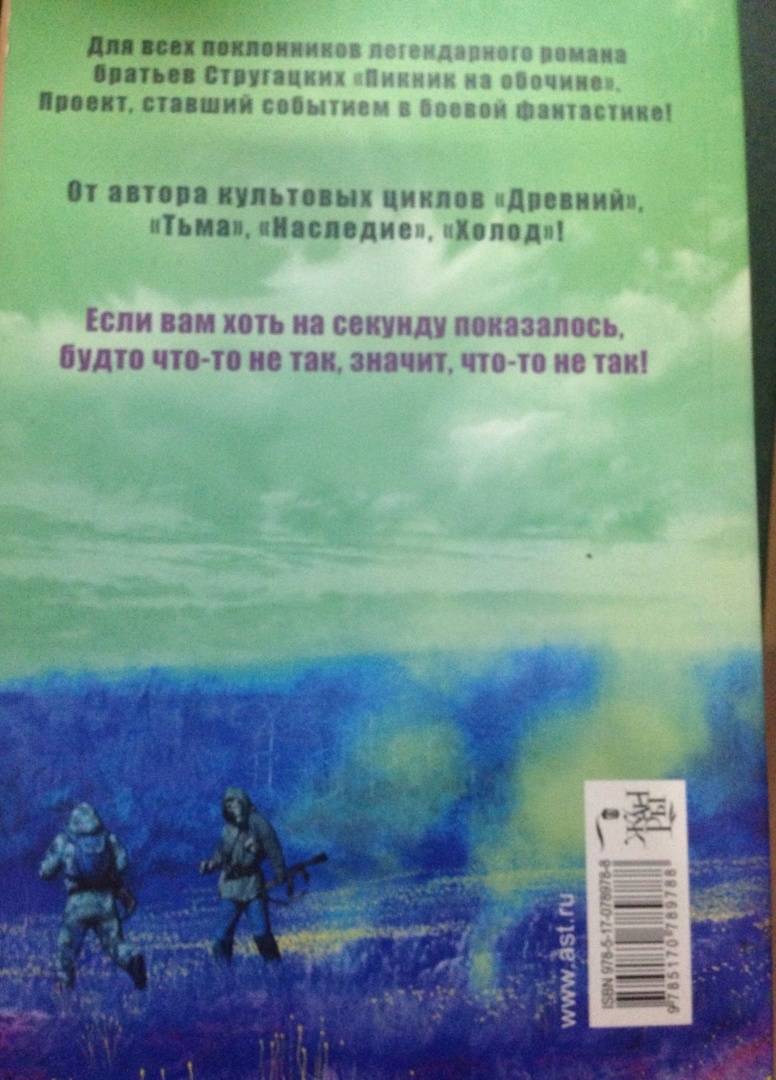 Для всех поклонников легендарного романа
братьев Стругацких «Пикник на обочине».
Проект, ставший событием в боевой фантастике!
От автора культовых циклов «Древний»,
«Тьма», «Наследие», «Холод»!
Если вам хоть на секунду показалось,
будто что-то не так, значит, что-то не так!
www.ast.ru
ISBN 978-5-17-078978-8
9785170789788